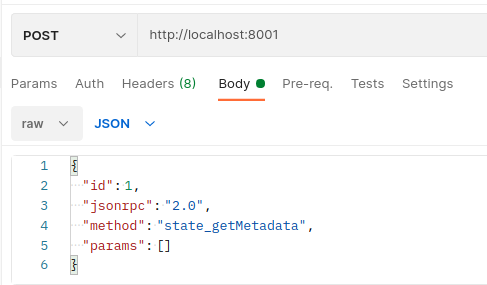 POST http://localhost:8001
Params Auth Headers (8) Body Pre-req. Tests Settings
raw JSON
1 {
2 "id":1,
3 "jsonrpc":"2.0",
4 "method":"state_getMetadata",
5 "params":[]
6 }